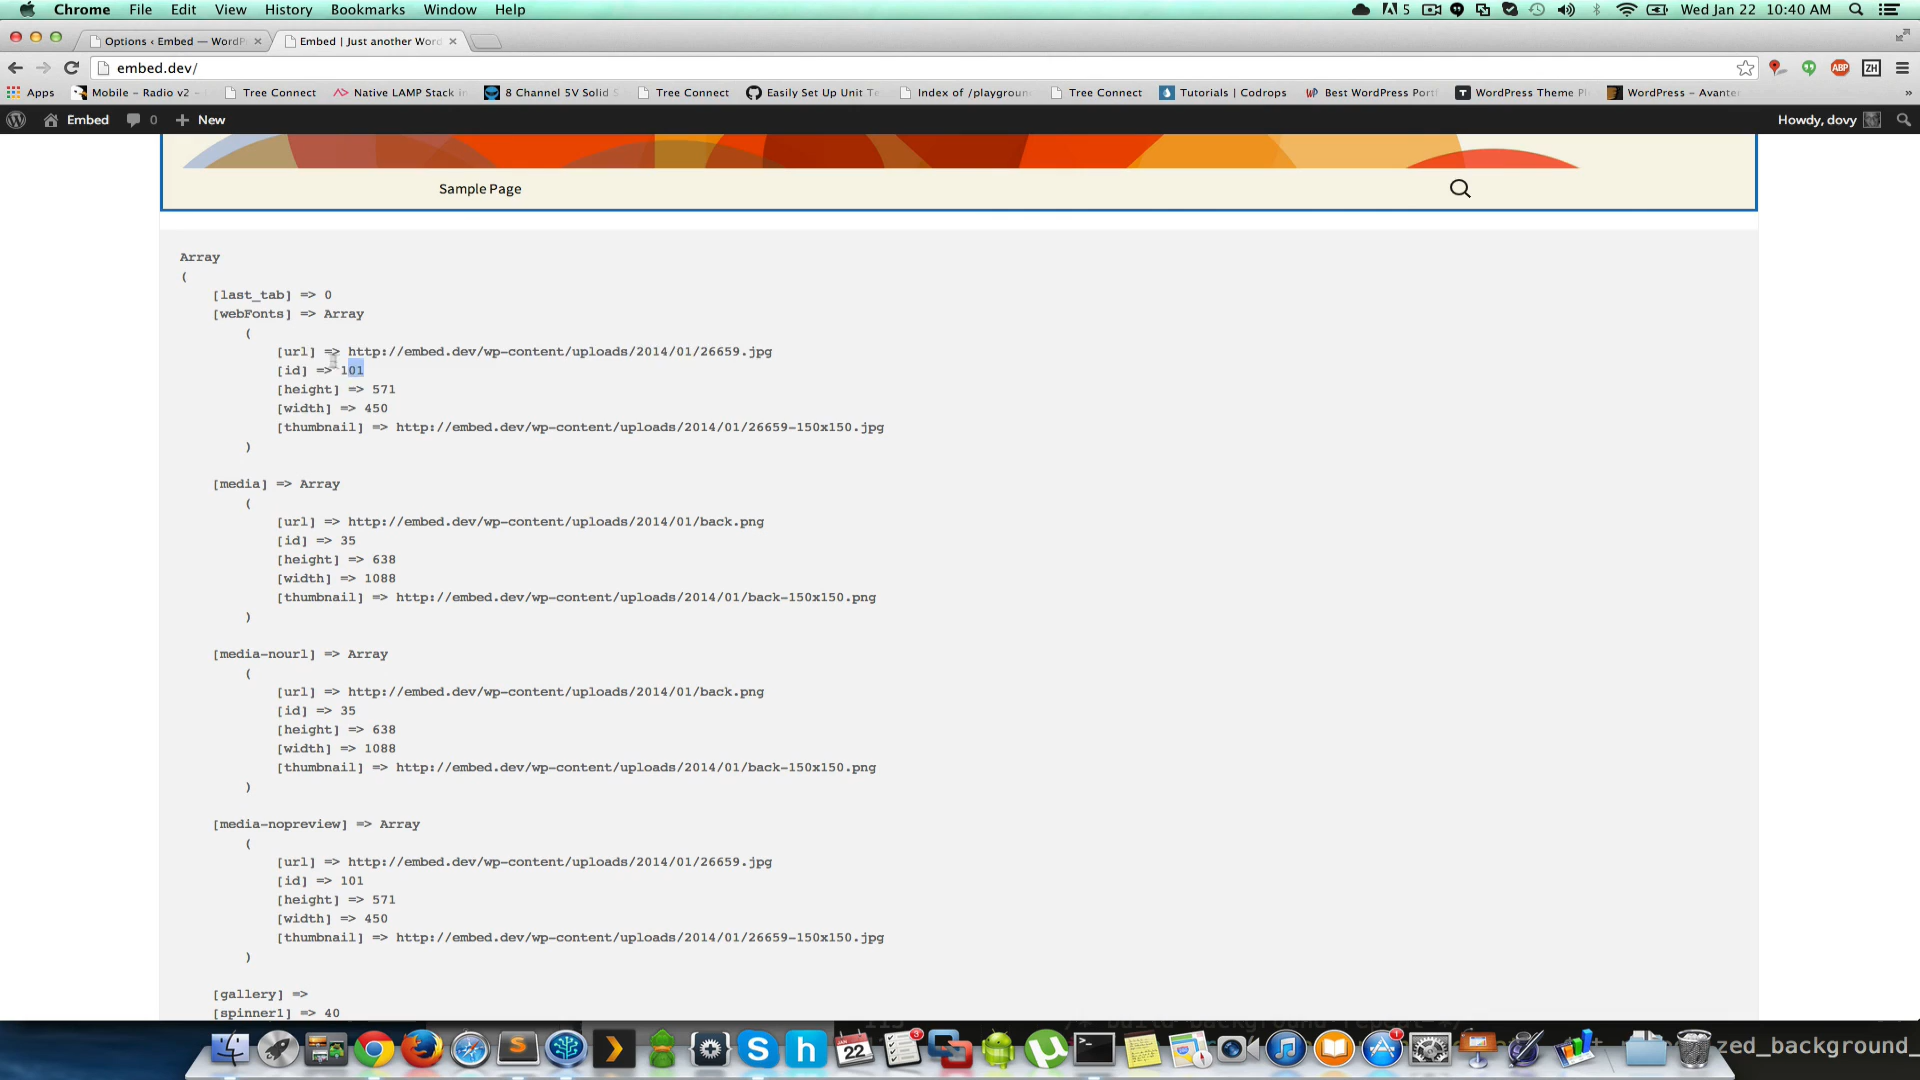 Chrome File Edit View History Bookmarks Window Help 5 Wed Jan 22 10:40 AM
Options ‹ Embed — WordP Embed | Just another Wor
embed.dev/ ABP ZH
Apps Mobile – Radio v2 – Tree Connect Native LAMP Stack in 8 Channel 5V Solid S Tree Connect Easily Set Up Unit Te Index of /playgroun Tree Connect Tutorials | Codrops Best WordPress Portf WordPress Theme Ph WordPress – Avanter »
Embed 0 New Howdy, dovy
Sample Page
Array
(
[last_tab] => 0
[webFonts] => Array
(
[url] => http://embed.dev/wp-content/uploads/2014/01/26659.jpg
[id] => 101
[height] => 571
[width] => 450
[thumbnail] => http://embed.dev/wp-content/uploads/2014/01/26659-150x150.jpg
)
[media] => Array
(
[url] => http://embed.dev/wp-content/uploads/2014/01/back.png
[id] => 35
[height] => 638
[width] => 1088
[thumbnail] => http://embed.dev/wp-content/uploads/2014/01/back-150x150.png
)
[media-nourl] => Array
(
[url] => http://embed.dev/wp-content/uploads/2014/01/back.png
[id] => 35
[height] => 638
[width] => 1088
[thumbnail] => http://embed.dev/wp-content/uploads/2014/01/back-150x150.png
)
[media-nopreview] => Array
(
[url] => http://embed.dev/wp-content/uploads/2014/01/26659.jpg
[id] => 101
[height] => 571
[width] => 450
[thumbnail] => http://embed.dev/wp-content/uploads/2014/01/26659-150x150.jpg
)
[gallery] =>
[spinner1] => 40
zed_background_